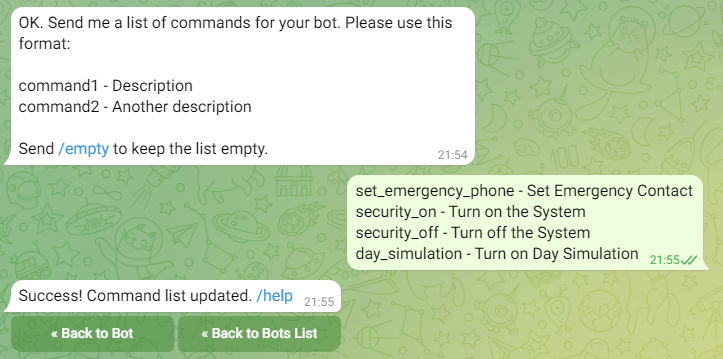 OK. Send me a list of commands for your bot. Please use this
format:
command1 - Description
command2 - Another description
Send /empty to keep the list empty.
21:54
set_emergency_phone - Set Emergency Contact
security_on - Turn on the System
security_off - Turn off the System
day_simulation - Turn on Day Simulation
21:55
Success! Command list updated. /help
21:55
« Back to Bot
« Back to Bots List